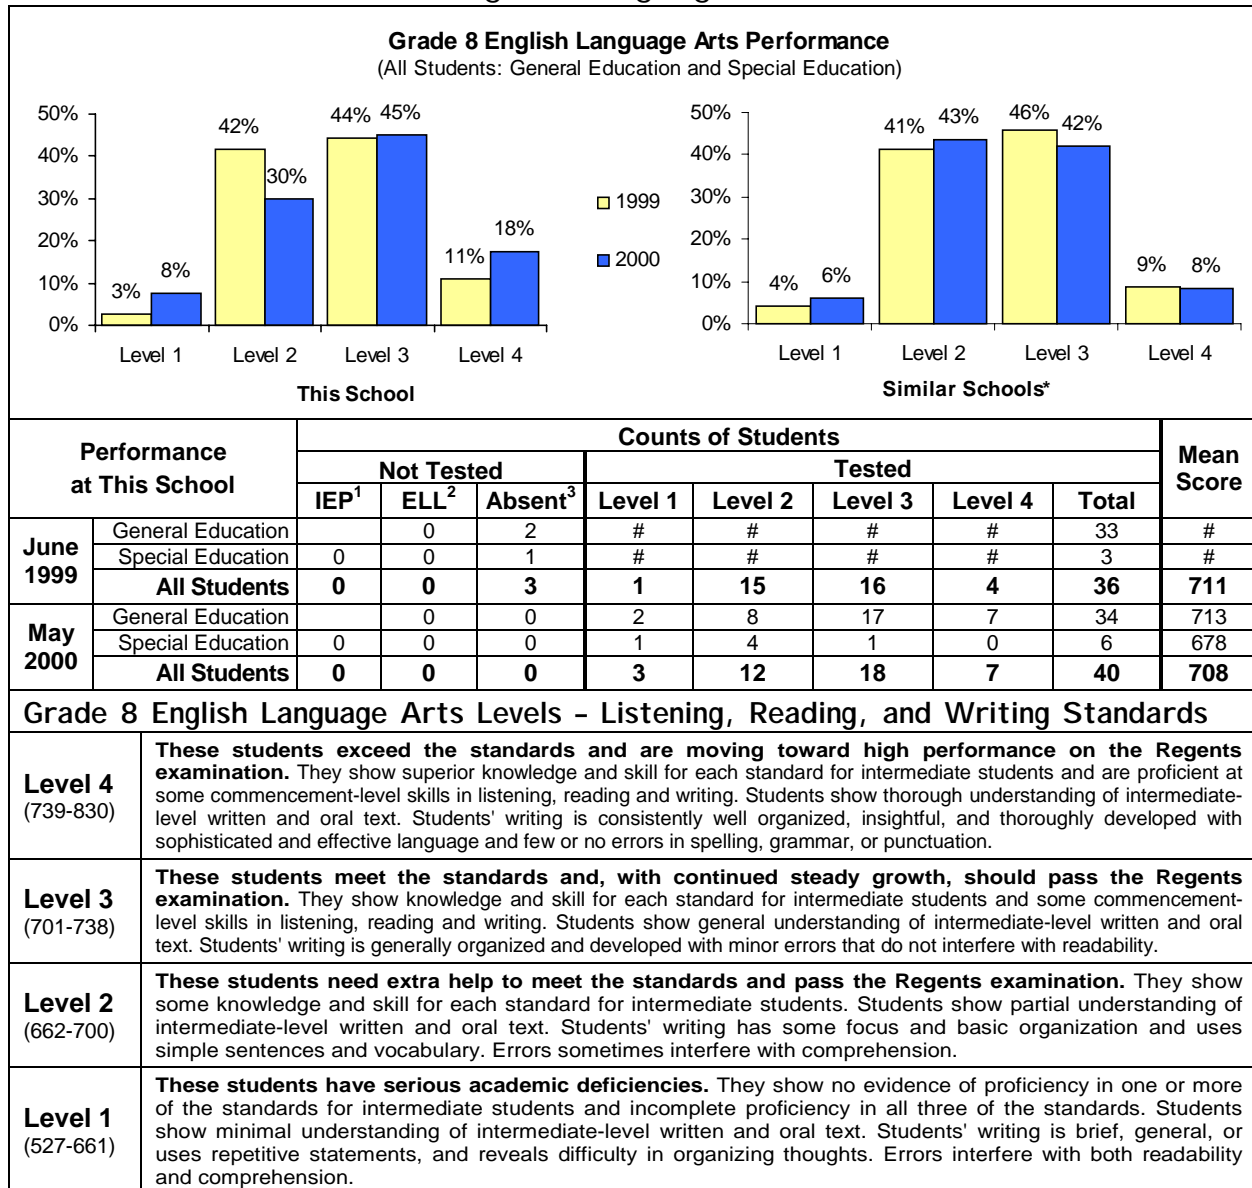 Grade 8 English Language Arts Performance
(All Students: General Education and Special Education)
50%
40%
30%
20%
10%
0%
3%
8%
42%
30%
44%
45%
11%
18%
Level 1
Level 2
Level 3
Level 4
This School
1999
2000
50%
40%
30%
20%
10%
0%
4%
6%
41%
43%
46%
42%
9%
8%
Level 1
Level 2
Level 3
Level 4
Similar Schools*
Performance at This School
Counts of Students
Mean Score
Not Tested
Tested
IEP1 ELL2 Absent3 Level 1 Level 2 Level 3 Level 4 Total
June 1999
General Education 0 2 # # # # 33 #
Special Education 0 0 1 # # # # 3 #
All Students 0 0 3 1 15 16 4 36 711
May 2000
General Education 0 0 2 8 17 7 34 713
Special Education 0 0 0 1 4 1 0 6 678
All Students 0 0 0 3 12 18 7 40 708
Grade 8 English Language Arts Levels – Listening, Reading, and Writing Standards
Level 4
(739-830)
These students exceed the standards and are moving toward high performance on the Regents
examination. They show superior knowledge and skill for each standard for intermediate students and are proficient at
some commencement-level skills in listening, reading and writing. Students show thorough understanding of intermediate-
level written and oral text. Students' writing is consistently well organized, insightful, and thoroughly developed with
sophisticated and effective language and few or no errors in spelling, grammar, or punctuation.
Level 3
(701-738)
These students meet the standards and, with continued steady growth, should pass the Regents
examination. They show knowledge and skill for each standard for intermediate students and some commencement-
level skills in listening, reading and writing. Students show general understanding of intermediate-level written and oral
text. Students' writing is generally organized and developed with minor errors that do not interfere with readability.
Level 2
(662-700)
These students need extra help to meet the standards and pass the Regents examination. They show
some knowledge and skill for each standard for intermediate students. Students show partial understanding of
intermediate-level written and oral text. Students' writing has some focus and basic organization and uses
simple sentences and vocabulary. Errors sometimes interfere with comprehension.
Level 1
(527-661)
These students have serious academic deficiencies. They show no evidence of proficiency in one or more
of the standards for intermediate students and incomplete proficiency in all three of the standards. Students
show minimal understanding of intermediate-level written and oral text. Students' writing is brief, general, or
uses repetitive statements, and reveals difficulty in organizing thoughts. Errors interfere with both readability
and comprehension.